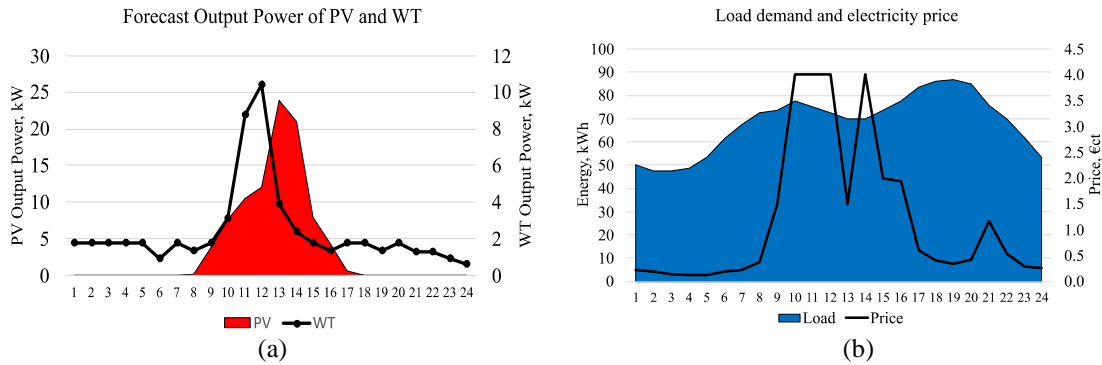 Forecast Output Power of PV and WT
30
25
20
15
10
5
0
PV Output Power, kW
12
10
8
6
4
2
0
WT Output Power, kW
1 2 3 4 5 6 7 8 9 10 11 12 13 14 15 16 17 18 19 20 21 22 23 24
PV WT
(a)
Load demand and electricity price
100
90
80
70
60
50
40
30
20
10
0
Energy, kWh
4.5
4.0
3.5
3.0
2.5
2.0
1.5
1.0
0.5
0.0
Price, €ct
1 2 3 4 5 6 7 8 9 10 11 12 13 14 15 16 17 18 19 20 21 22 23 24
Load Price
(b)